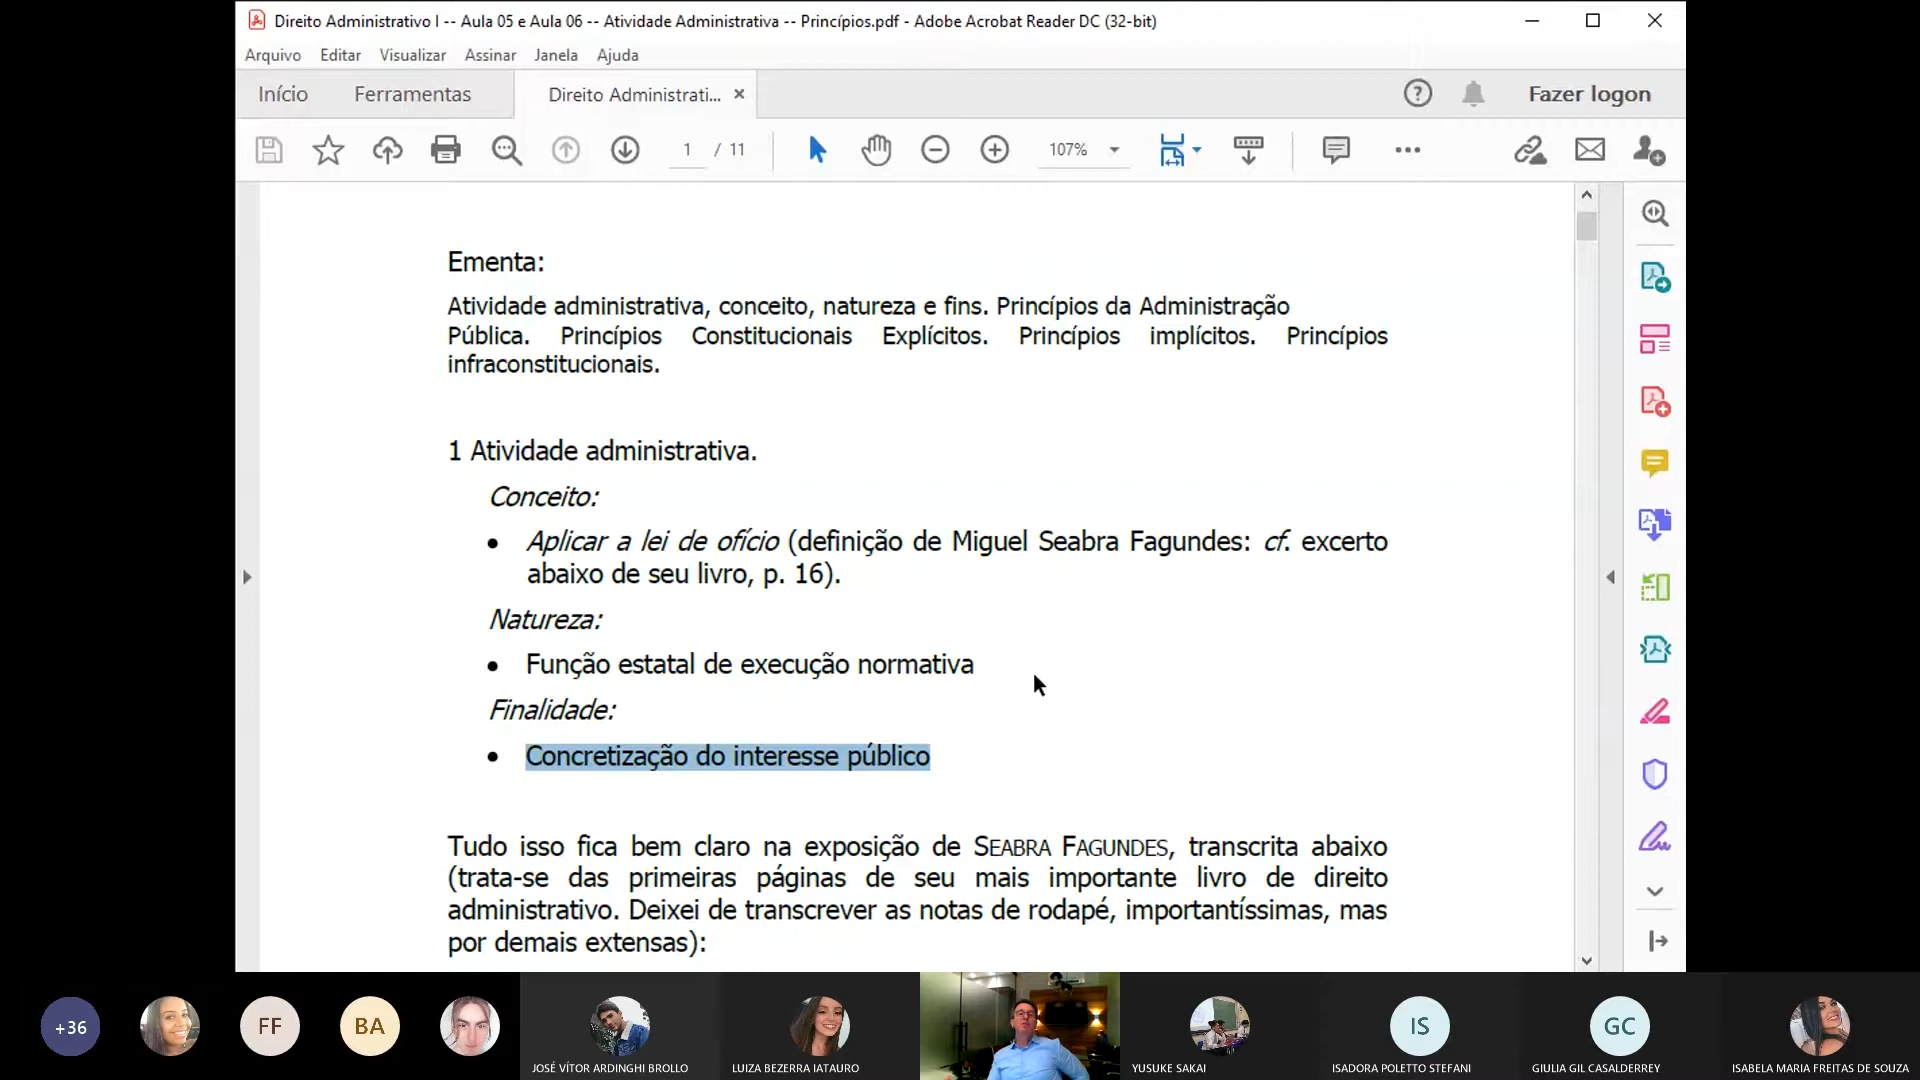 Direito Administrativo I -- Aula 05 e Aula 06 -- Atividade Administrativa -- Princípios.pdf - Adobe Acrobat Reader DC (32-bit)
Arquivo Editar Visualizar Assinar Janela Ajuda
Início Ferramentas Direito Administrati... Fazer logon
1 / 11 107%
Ementa:
Atividade administrativa, conceito, natureza e fins. Princípios da Administração
Pública. Princípios Constitucionais Explícitos. Princípios implícitos. Princípios
infraconstitucionais.
1 Atividade administrativa.
Conceito:
• Aplicar a lei de ofício (definição de Miguel Seabra Fagundes: cf. excerto
abaixo de seu livro, p. 16).
Natureza:
• Função estatal de execução normativa
Finalidade:
• Concretização do interesse público
Tudo isso fica bem claro na exposição de SEABRA FAGUNDES, transcrita abaixo
(trata-se das primeiras páginas de seu mais importante livro de direito
administrativo. Deixei de transcrever as notas de rodapé, importantíssimas, mas
por demais extensas):
+36 FF BA IS GC
JOSÉ VÍTOR ARDINGHI BROLLO LUIZA BEZERRA IATAURO YUSUKE SAKAI ISADORA POLETTO STEFANI GIULIA GIL CASALDERREY ISABELA MARIA FREITAS DE SOUZA